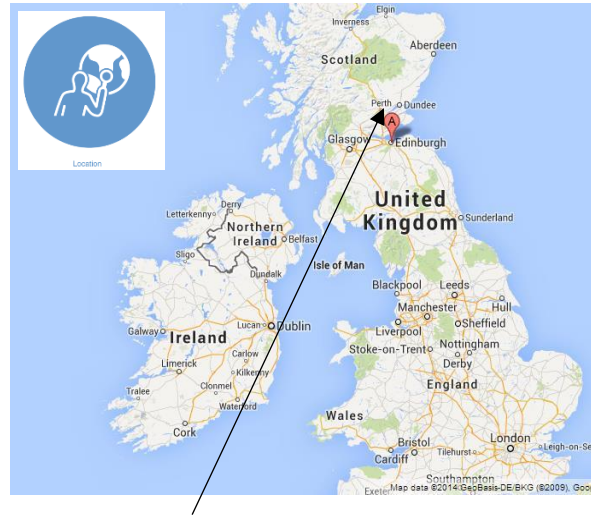 Location
Elgin
Inverness
Aberdeen
Scotland
Perth
Dundee
A
Glasgow
Edinburgh
United
Kingdom
Derry
Letterkenny
Northern
Ireland
Belfast
Sligo
Sunderland
Isle of Man
Dundalk
Blackpool
Leeds
Manchester
Hull
Galway
Ireland
Lucan
Dublin
Liverpool
Sheffield
Stoke-on-Trent
Nottingham
Derby
Limerick
Carlow
Kilkenny
England
Tralee
Clonmel
Waterford
Wales
Cork
Bristol
London
Cardiff
Tilehurst
Leigh-on-Se
Southampton
Exeter
Map data ©2014 GeoBasis-DE/BKG (©2009), Goo